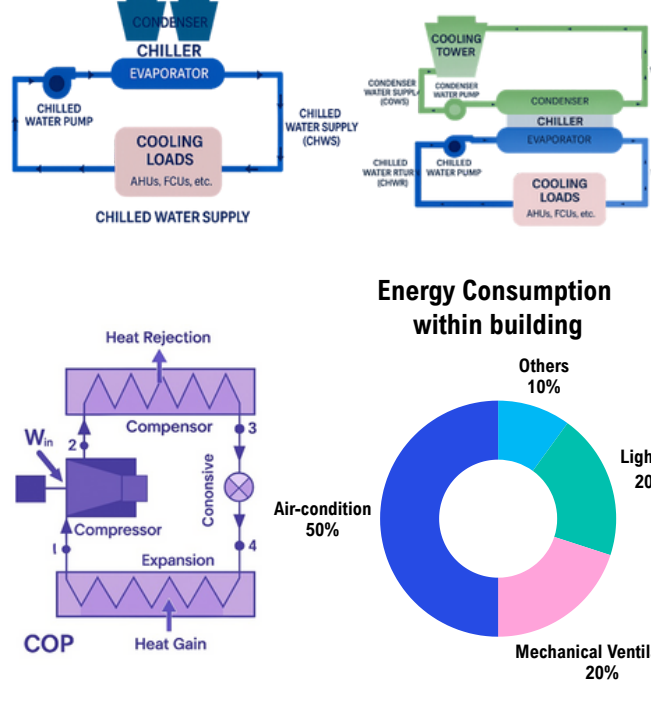 CONDENSER
CHILLER
EVAPORATOR
CHILLED
WATER PUMP
CHILLED
WATER SUPPLY
(CHWS)
COOLING
LOADS
AHUs, FCUs, etc.
CHILLED WATER SUPPLY
COOLING
TOWER
CONDENSER
WATER SUPPL
(COWS)
CONDENSER
WATER PUMP
CONDENSER
CHILLER
EVAPORATOR
CHILLED
WATER RTUR
(CHWR)
CHILLED
WATER PUMP
COOLING
LOADS
AHUs, FCUs, etc.
Heat Rejection
Compensor
Win
2
3
Cononsive
Compressor
1
4
Expansion
COP
Heat Gain
Energy Consumption
within building
Others
10%
Ligh
20
Air-condition
50%
Mechanical Ventil
20%